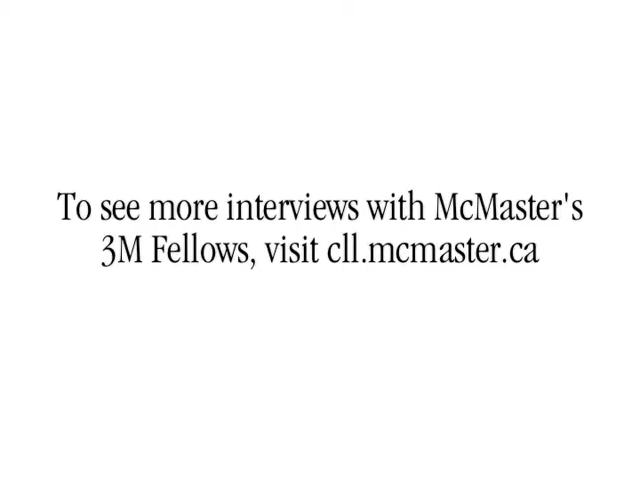 To see more interviews with McMaster's
3M Fellows, visit cll.mcmaster.ca